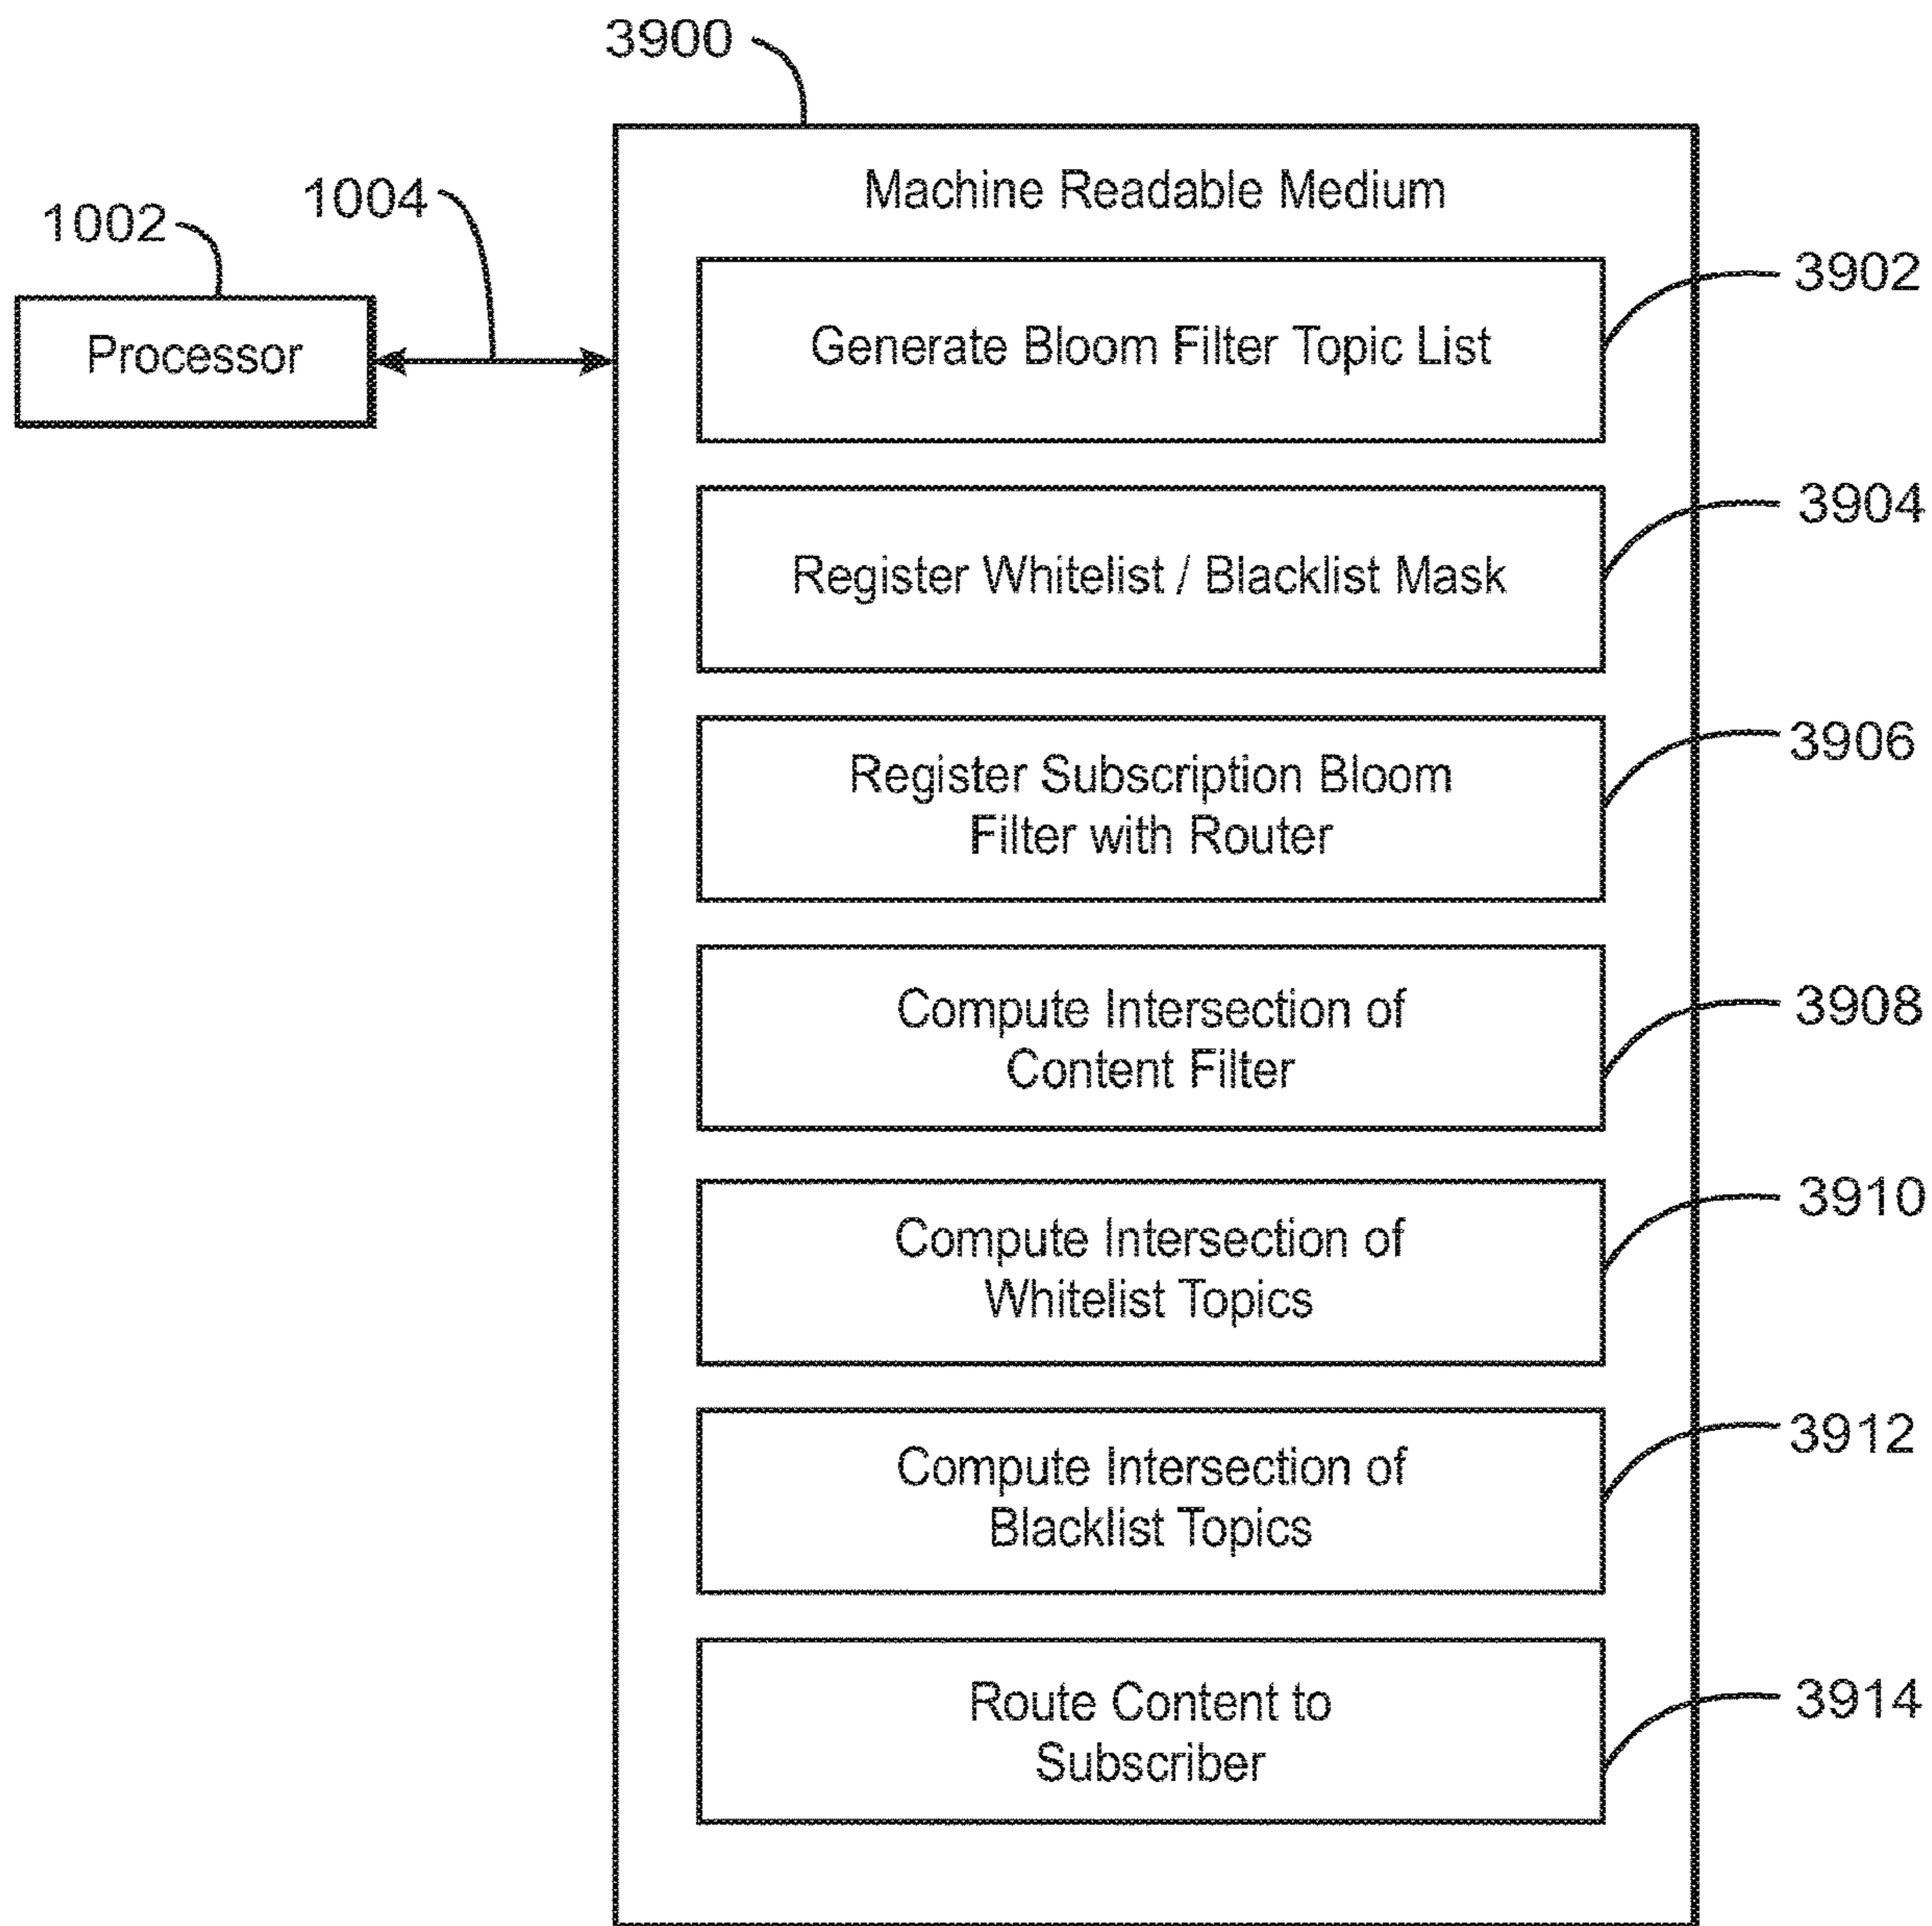 3900
Machine Readable Medium
1004
1002
Processor
Generate Bloom Filter Topic List
3902
Register Whitelist / Blacklist Mask
3904
Register Subscription Bloom
Filter with Router
3906
Compute Intersection of
Content Filter
3908
Compute Intersection of
Whitelist Topics
3910
Compute Intersection of
Blacklist Topics
3912
Route Content to
Subscriber
3914